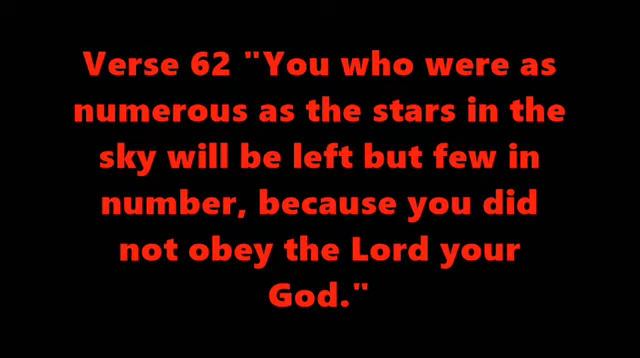 Verse 62 "You who were as
numerous as the stars in the
sky will be left but few in
number, because you did
not obey the Lord your
God."